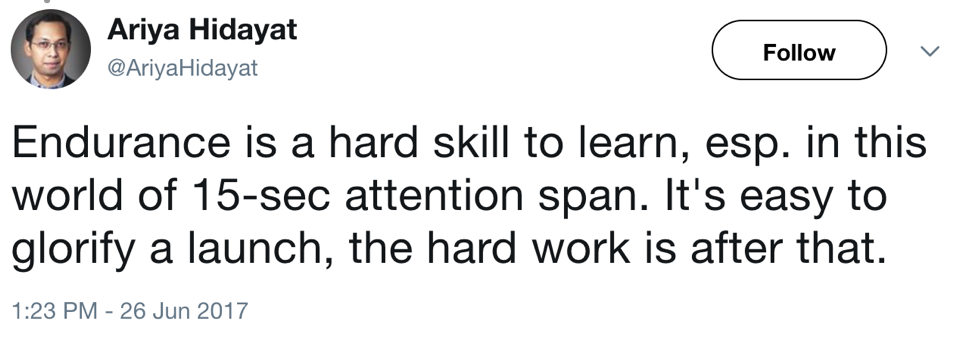 Ariya Hidayat
@AriyaHidayat
Follow
Endurance is a hard skill to learn, esp. in this
world of 15-sec attention span. It's easy to
glorify a launch, the hard work is after that.
1:23 PM - 26 Jun 2017